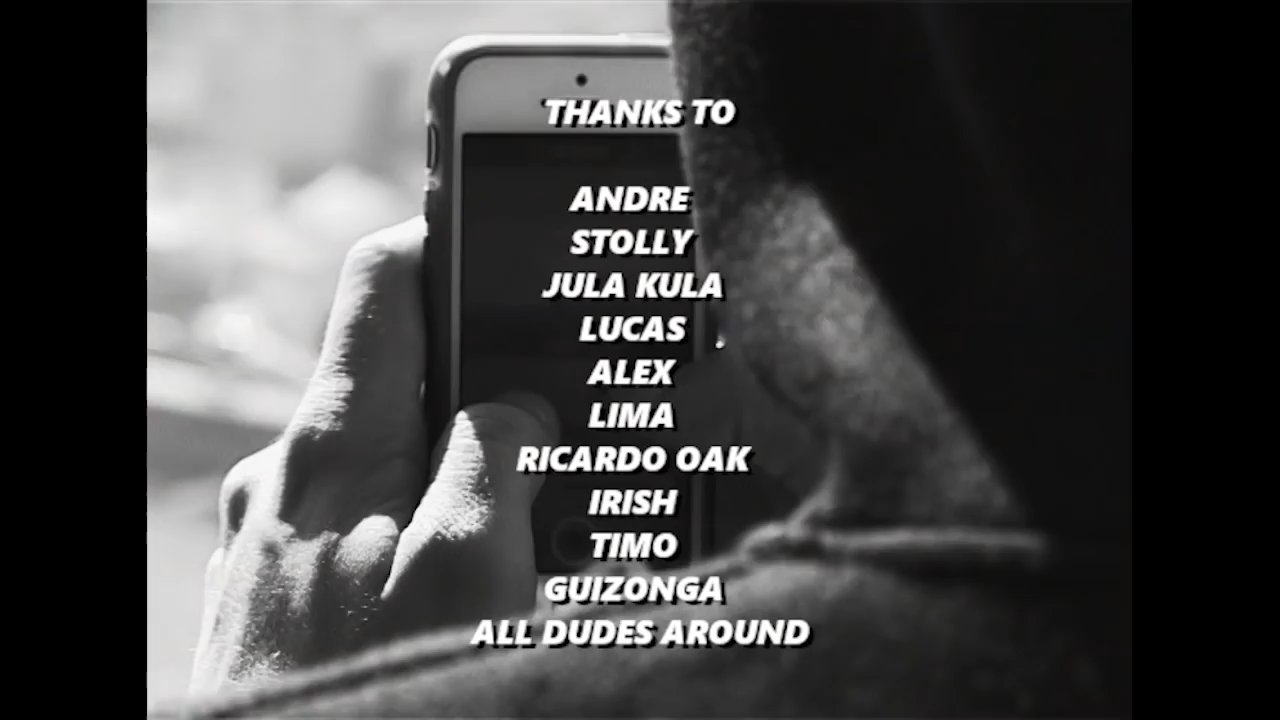 THANKS TO
ANDRE
STOLLY
JULA KULA
LUCAS
ALEX
LIMA
RICARDO OAK
IRISH
TIMO
GUIZONGA
ALL DUDES AROUND